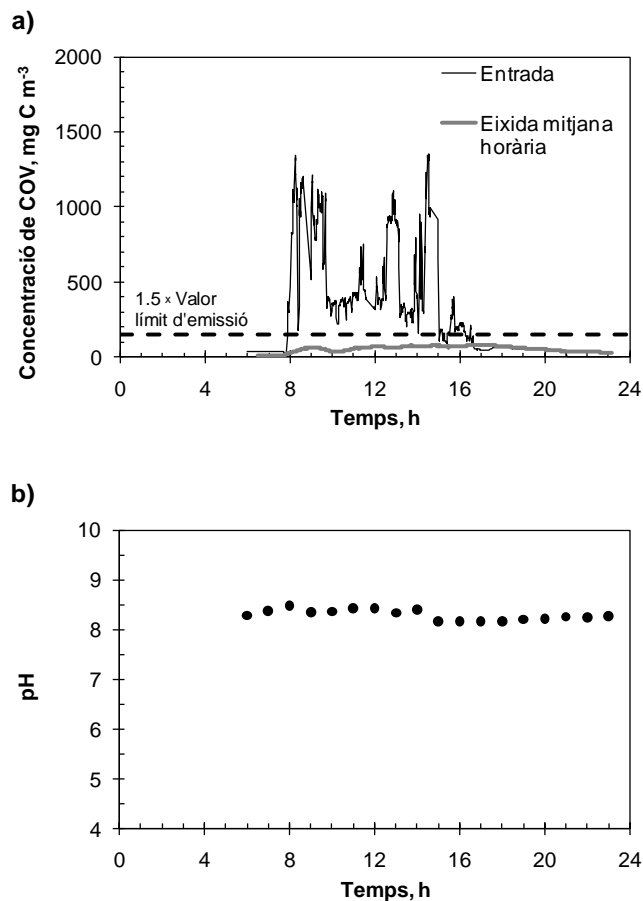 a)
2000
1500
1000
500
0
Concentració de COV, mg C m⁻³
Entrada
Eixida mitjana
horària
1.5 x Valor
límit d'emissió
0 4 8 12 16 20 24
Temps, h
b)
10
9
8
7
6
5
4
pH
0 4 8 12 16 20 24
Temps, h